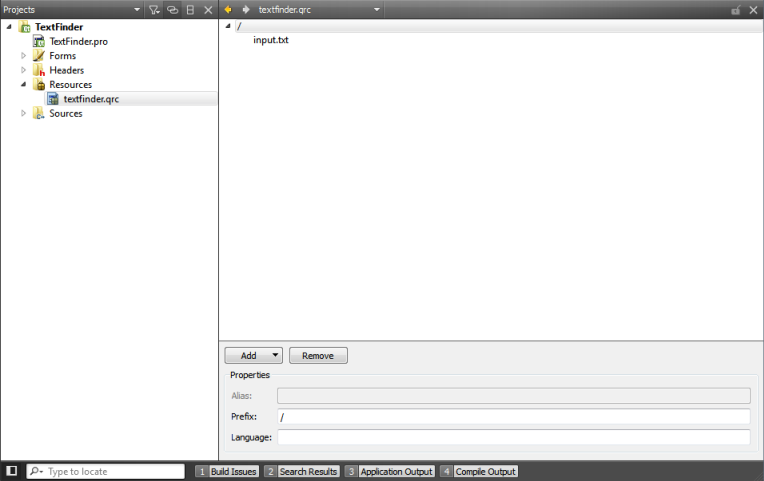 Projects
textfinder.qrc
TextFinder
TextFinder.pro
Forms
Headers
Resources
textfinder.qrc
Sources
/
input.txt
Add
Remove
Properties
Alias:
Prefix: /
Language:
Type to locate
1 Build Issues
2 Search Results
3 Application Output
4 Compile Output